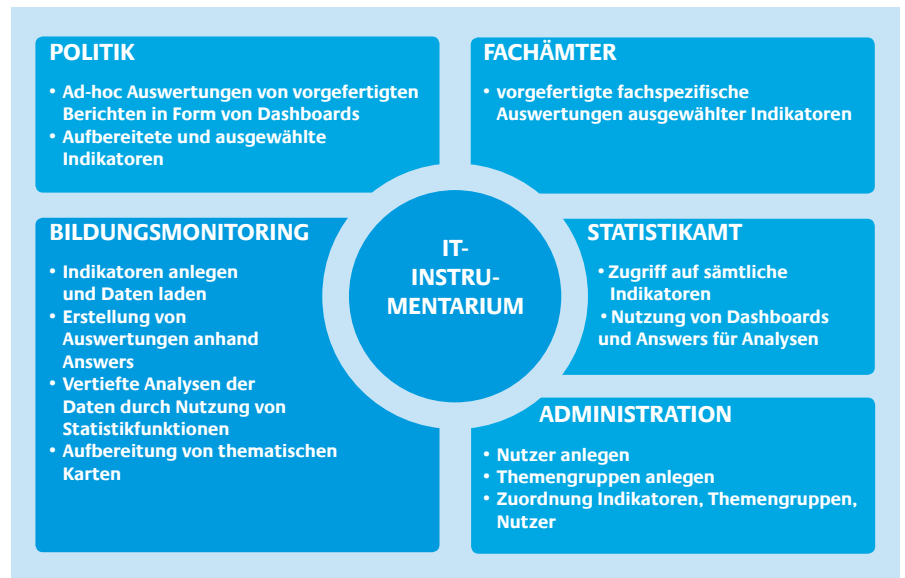 POLITIK
• Ad-hoc Auswertungen von vorgefertigten
Berichten in Form von Dashboards
• Aufbereitete und ausgewählte
Indikatoren
FACHÄMTER
• vorgefertigte fachspezifische
Auswertungen ausgewählter Indikatoren
IT-
INSTRU-
MENTARIUM
BILDUNGSMONITORING
• Indikatoren anlegen
und Daten laden
• Erstellung von
Auswertungen anhand
Answers
• Vertiefte Analysen der
Daten durch Nutzung von
Statistikfunktionen
• Aufbereitung von thematischen
Karten
STATISTIKAMT
• Zugriff auf sämtliche
Indikatoren
• Nutzung von Dashboards
und Answers für Analysen
ADMINISTRATION
• Nutzer anlegen
• Themengruppen anlegen
• Zuordnung Indikatoren, Themengruppen,
Nutzer